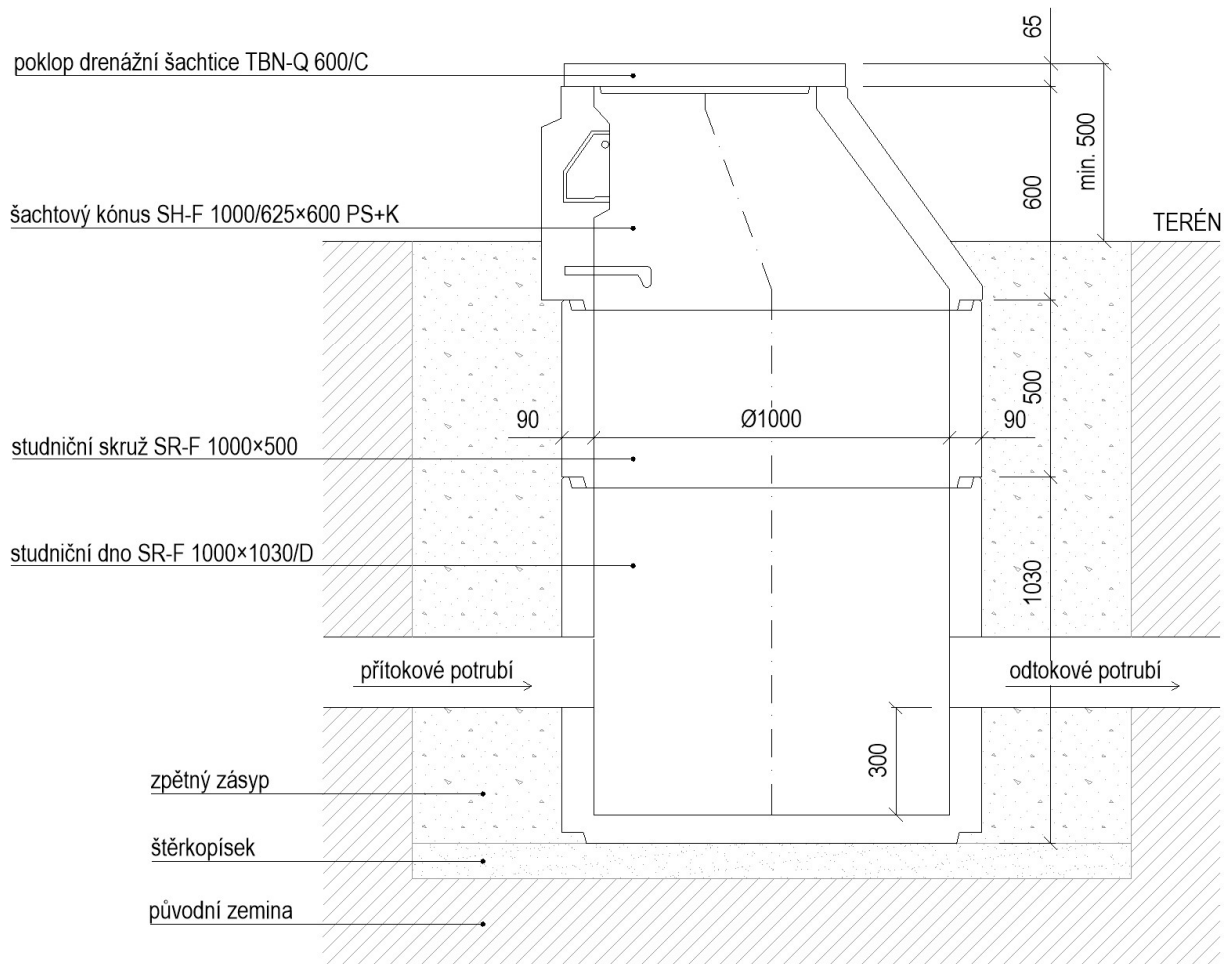 65
poklop drenážní šachtice TBN-Q 600/C
min. 500
600
šachtový kónus SH-F 1000/625×600 PS+K
TERÉN
500
90
Ø1000
90
studniční skruž SR-F 1000×500
studniční dno SR-F 1000×1030/D
1030
přítokové potrubí
odtokové potrubí
300
zpětný zásyp
štěrkopísek
původní zemina